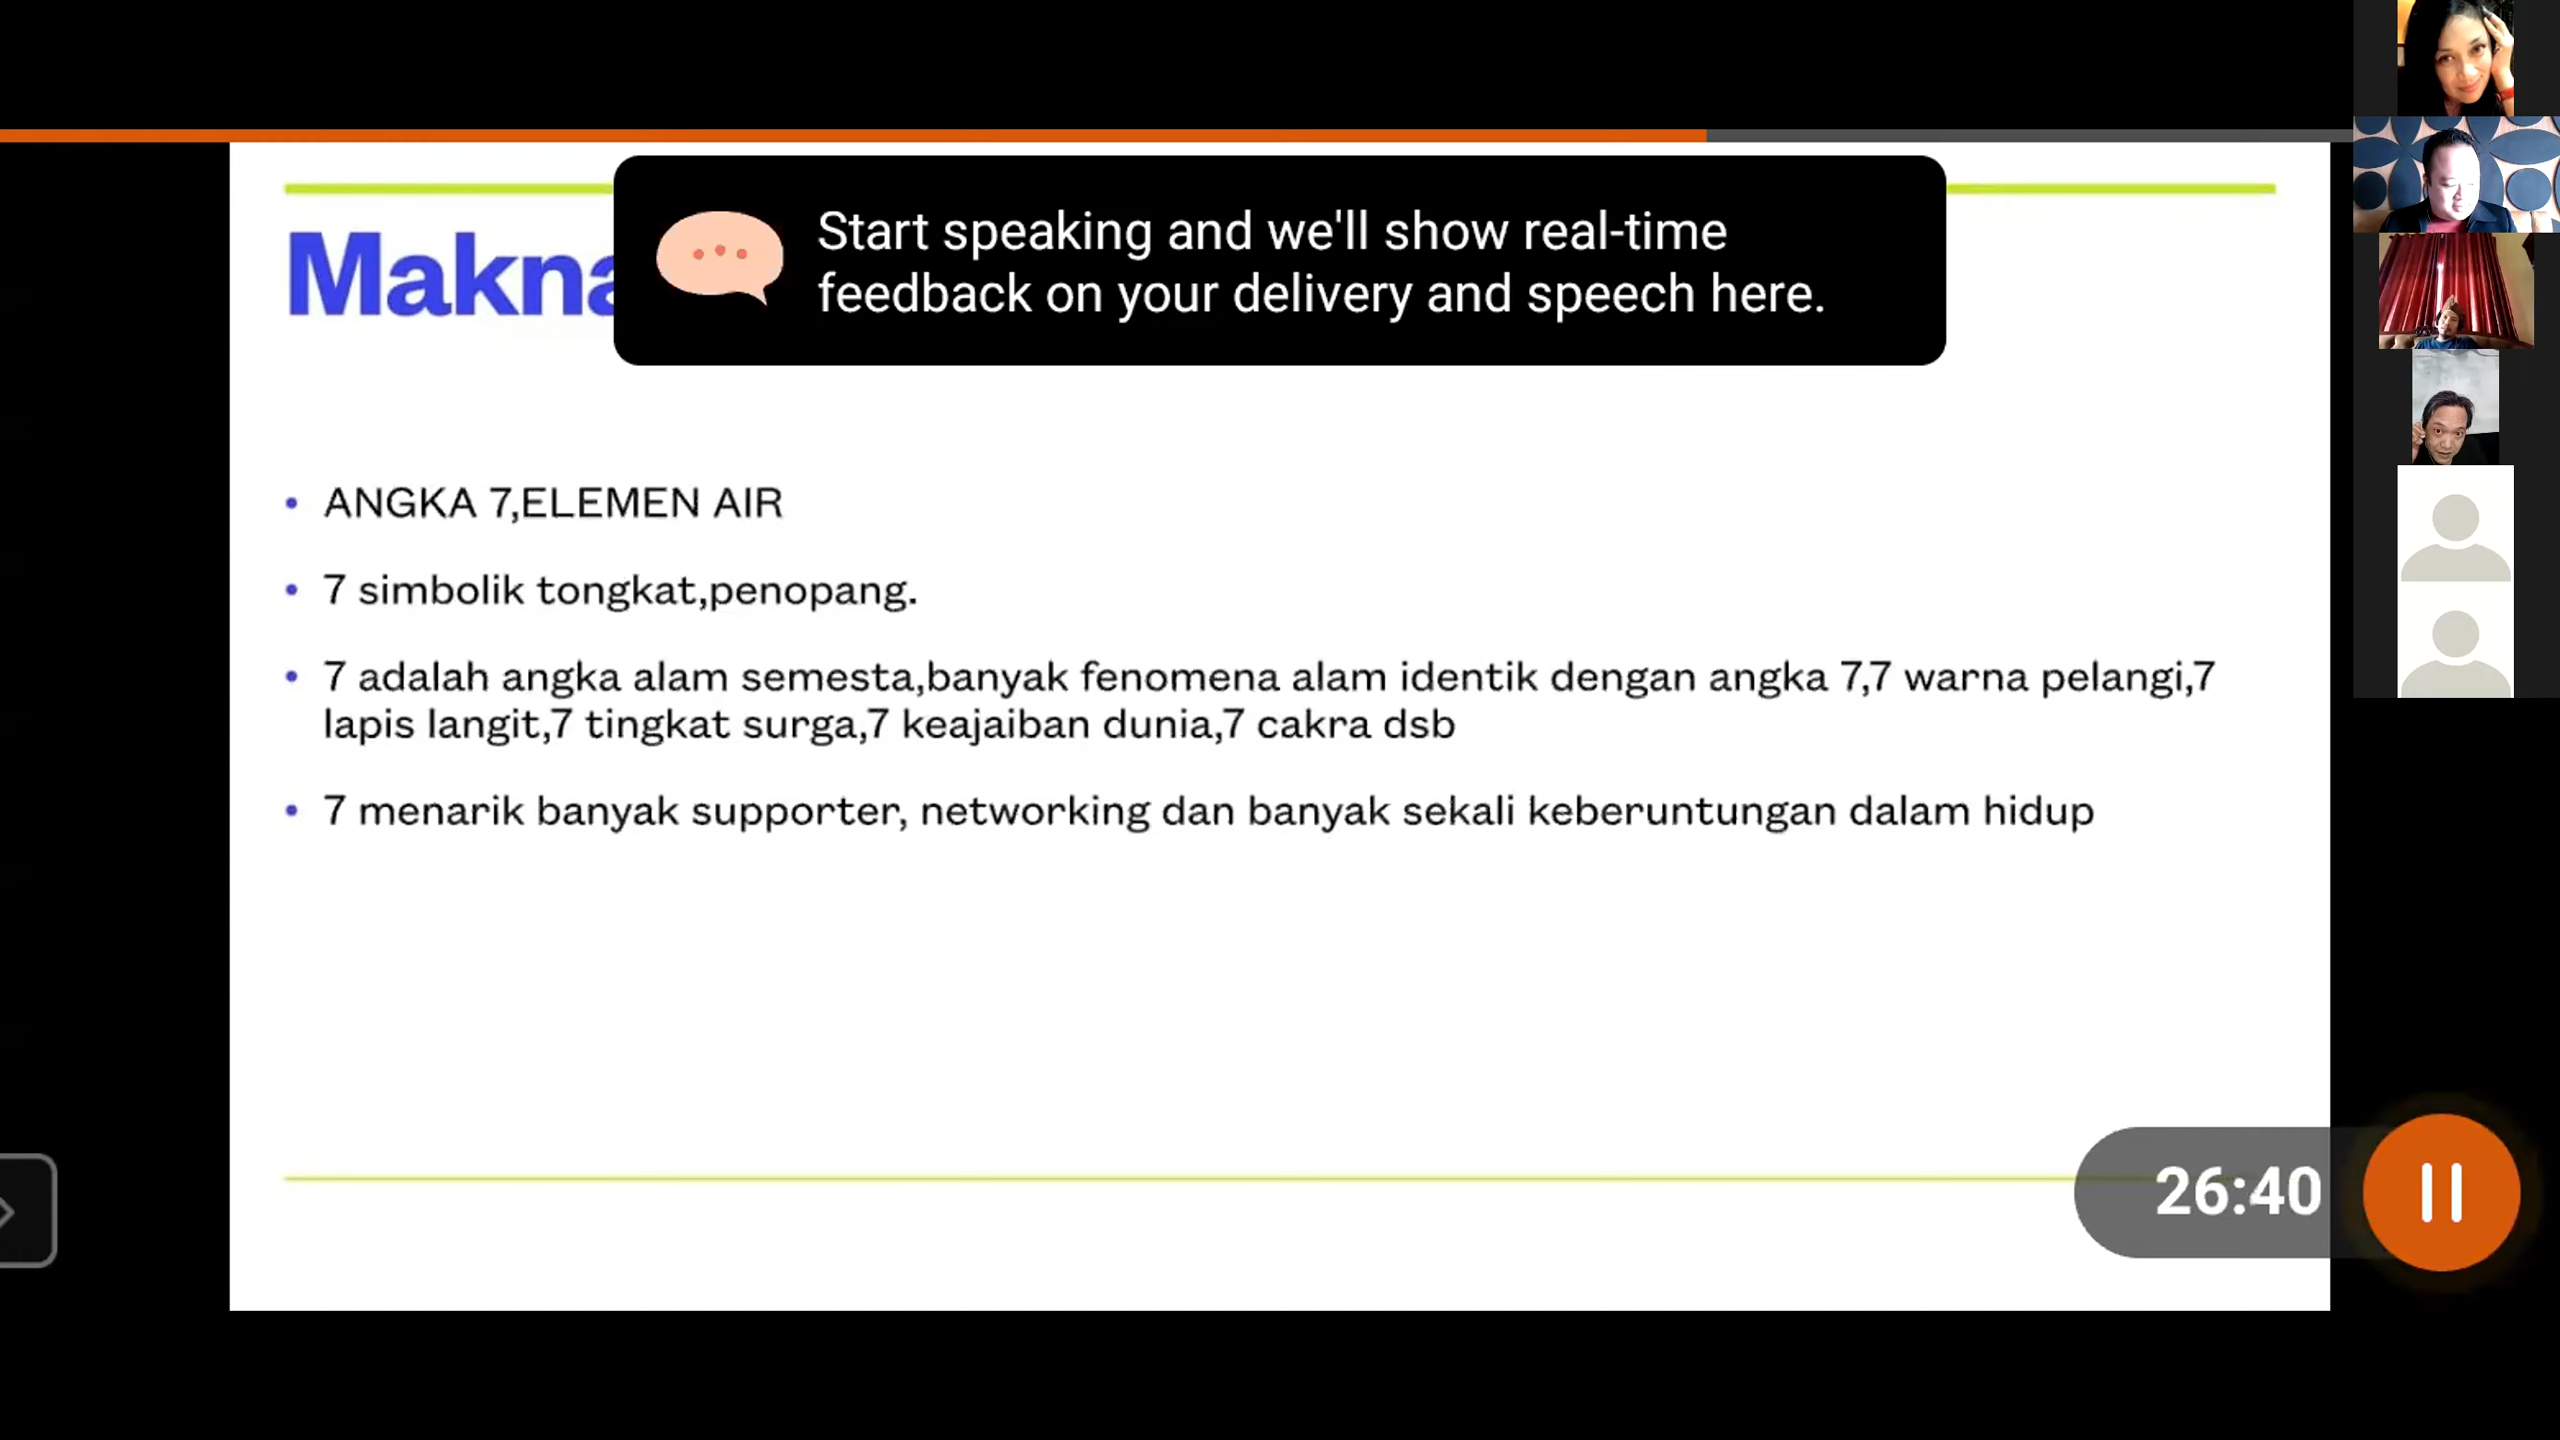 Start speaking and we'll show real-time
feedback on your delivery and speech here.
Makna
• ANGKA 7,ELEMEN AIR
• 7 simbolik tongkat,penopang.
• 7 adalah angka alam semesta,banyak fenomena alam identik dengan angka 7,7 warna pelangi,7
lapis langit,7 tingkat surga,7 keajaiban dunia,7 cakra dsb
• 7 menarik banyak supporter, networking dan banyak sekali keberuntungan dalam hidup
26:40